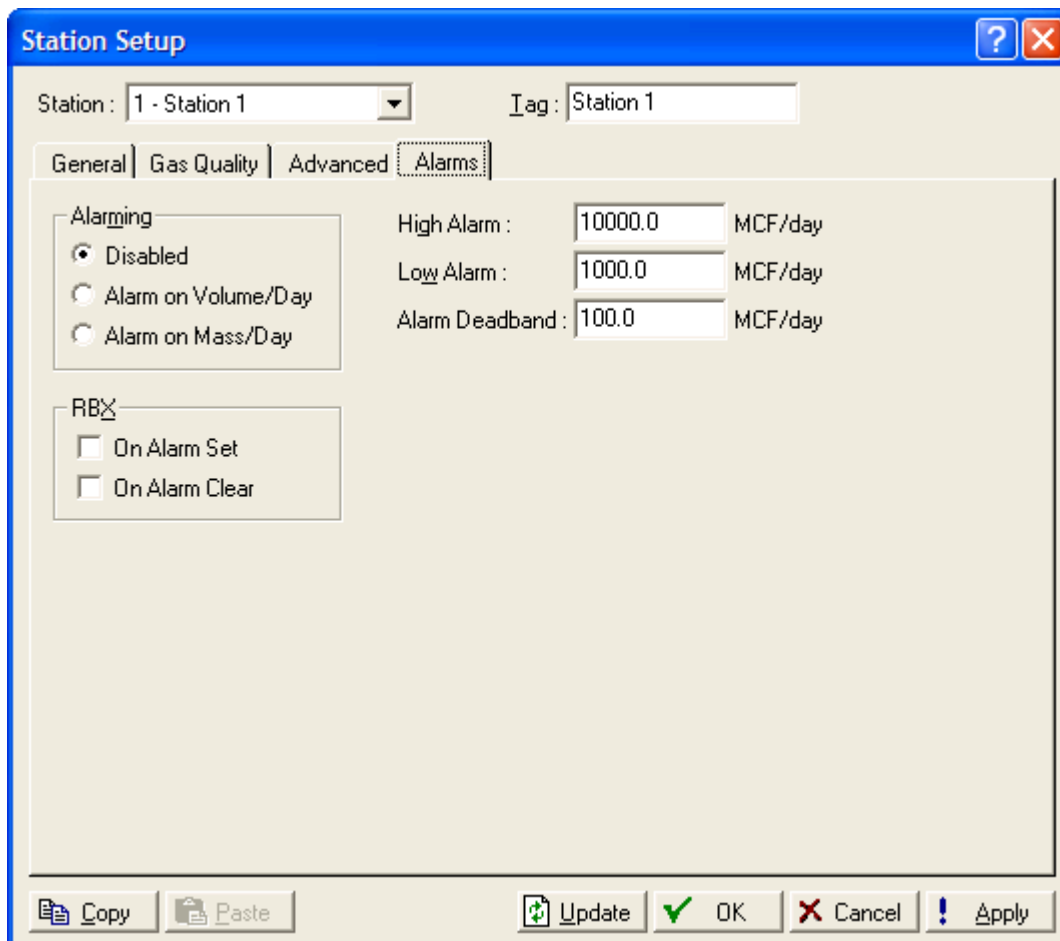 Station Setup
Station : 1 - Station 1 Tag : Station 1
General Gas Quality Advanced Alarms
Alarming
Disabled
Alarm on Volume/Day
Alarm on Mass/Day
High Alarm : 10000.0 MCF/day
Low Alarm : 1000.0 MCF/day
Alarm Deadband : 100.0 MCF/day
RBX
On Alarm Set
On Alarm Clear
Copy Paste Update OK Cancel Apply